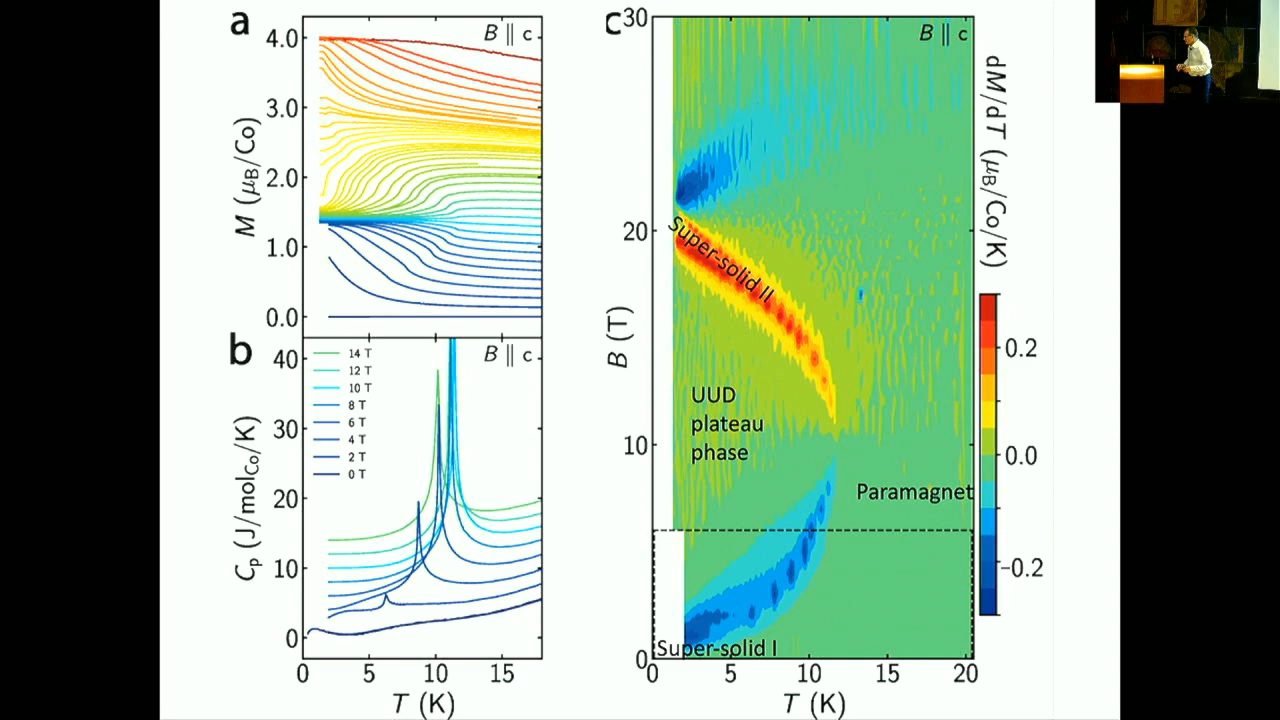 a
B ∥ c
4.0
3.0
2.0
1.0
0.0
M (μB/Co)
b
B ∥ c
14 T
12 T
10 T
8 T
6 T
4 T
2 T
0 T
40
30
20
10
0
Cp (J/molCo/K)
0 5 10 15
T (K)
c
B ∥ c
30
20
10
0
B (T)
Super-solid II
UUD
plateau
phase
Paramagnet
Super-solid I
0 5 10 15 20
T (K)
dM/dT (μB/Co/K)
0.2
0.0
−0.2